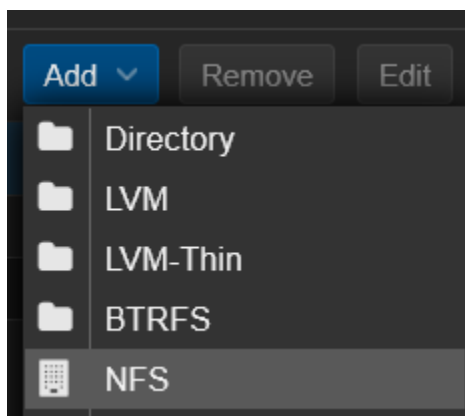 Add Remove Edit
Directory
LVM
LVM-Thin
BTRFS
NFS